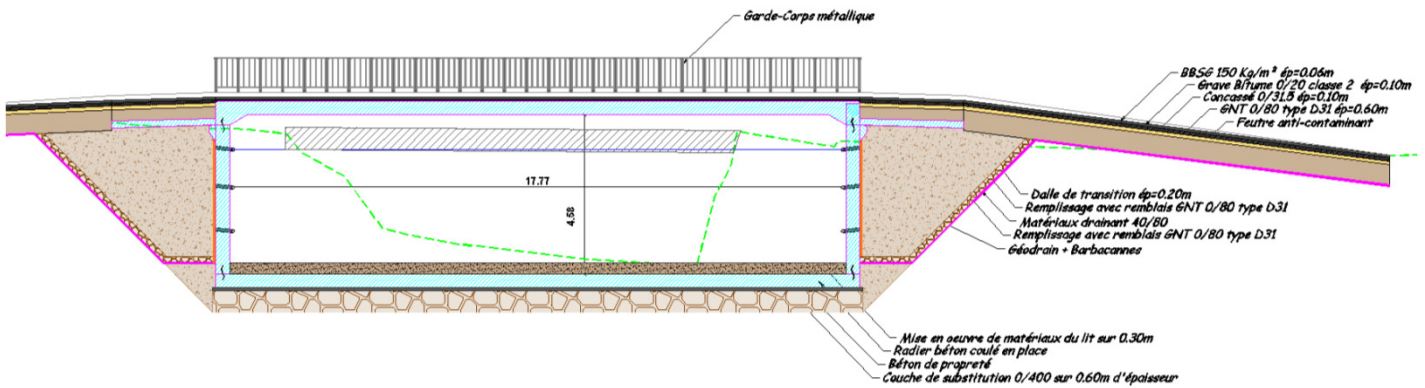 Garde-Corps métallique
BBSG 150 Kg/m² ép=0.06m
Grave Bitume 0/20 classe 2 ép=0.10m
Concassé 0/31.5 ép=0.10m
GNT 0/80 type D31 ép=0.60m
Feutre anti-contaminant
17.77
4.58
Dalle de transition ép=0.20m
Remplissage avec remblais GNT 0/80 type D31
Matériaux drainant 40/80
Remplissage avec remblais GNT 0/80 type D31
Géodrain + Barbacannes
Mise en oeuvre de matériaux du lit sur 0.30m
Radier béton coulé en place
Béton de propreté
Couche de substitution 0/400 sur 0.60m d'épaisseur